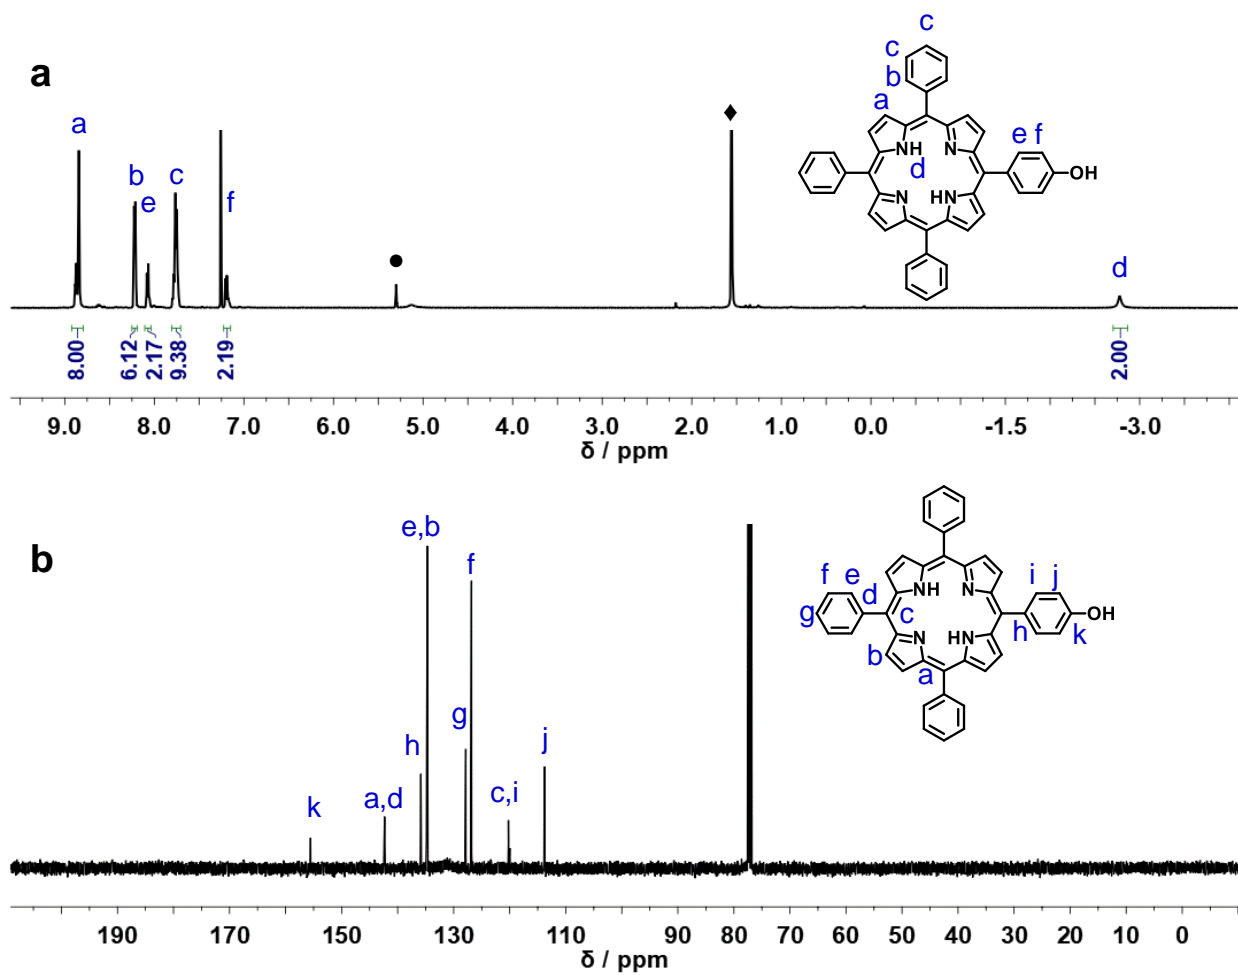 a
a
b
e
c
f
●
♦
d
c
c
b
a
e f
NH
N
d
OH
N
HN
8.00
6.12
2.17
9.38
2.19
2.00
9.0 8.0 7.0 6.0 5.0 4.0 3.0 2.0 1.0 0.0 -1.5 -3.0
δ / ppm
b
k
a,d
h
e,b
g
f
c,i
j
f e
d
g
NH
N
c
i j
OH
h
k
N
HN
b
a
190 170 150 130 110 90 80 70 60 50 40 30 20 10 0
δ / ppm